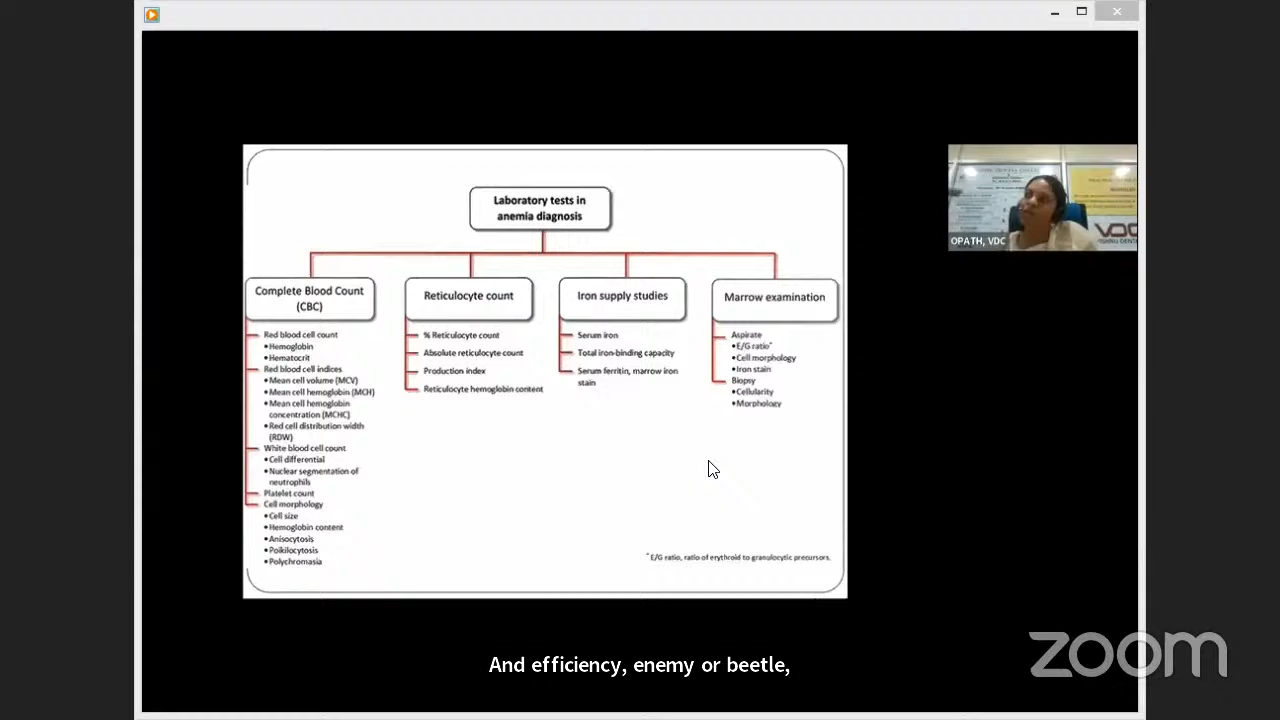 Laboratory tests in
anemia diagnosis
Complete Blood Count
(CBC)
Red blood cell count
•Hemoglobin
•Hematocrit
Red blood cell indices
•Mean cell volume (MCV)
•Mean cell hemoglobin (MCH)
•Mean cell hemoglobin
concentration (MCHC)
•Red cell distribution width
(RDW)
White blood cell count
•Cell differential
•Nuclear segmentation of
neutrophils
Platelet count
Cell morphology
•Cell size
•Hemoglobin content
•Anisocytosis
•Poikilocytosis
•Polychromasia
Reticulocyte count
% Reticulocyte count
Absolute reticulocyte count
Production index
Reticulocyte hemoglobin content
Iron supply studies
Serum iron
Total iron-binding capacity
Serum ferritin, marrow iron
stain
Marrow examination
Aspirate
•E/G ratio*
•Cell morphology
•Iron stain
Biopsy
•Cellularity
•Morphology
*E/G ratio, ratio of erythroid to granulocytic precursors.
OPATH, VDC
VDC
And efficiency, enemy or beetle,
zoom